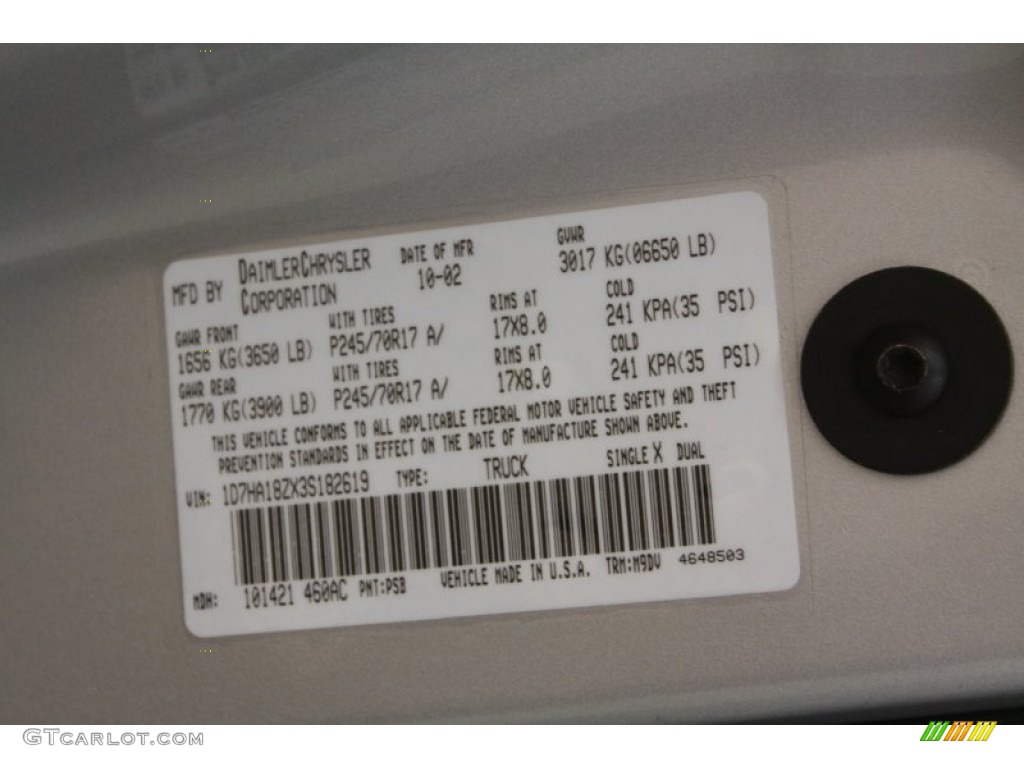 MFD BY DAIMLERCHRYSLER CORPORATION
DATE OF MFR 10-02
GVWR 3017 KG(06650 LB)
GAWR FRONT WITH TIRES RIMS AT COLD
1656 KG(3650 LB) P245/70R17 A/ 17X8.0 241 KPA(35 PSI)
GAWR REAR WITH TIRES RIMS AT COLD
1770 KG(3900 LB) P245/70R17 A/ 17X8.0 241 KPA(35 PSI)
THIS VEHICLE CONFORMS TO ALL APPLICABLE FEDERAL MOTOR VEHICLE SAFETY AND THEFT
PREVENTION STANDARDS IN EFFECT ON THE DATE OF MANUFACTURE SHOWN ABOVE.
VIN: 1D7HA18ZX3S182619 TYPE: TRUCK SINGLE X DUAL
MDH: 101421 460AC PNT:PSB VEHICLE MADE IN U.S.A. TRM:M9DV 4648503
GTCARLOT.COM